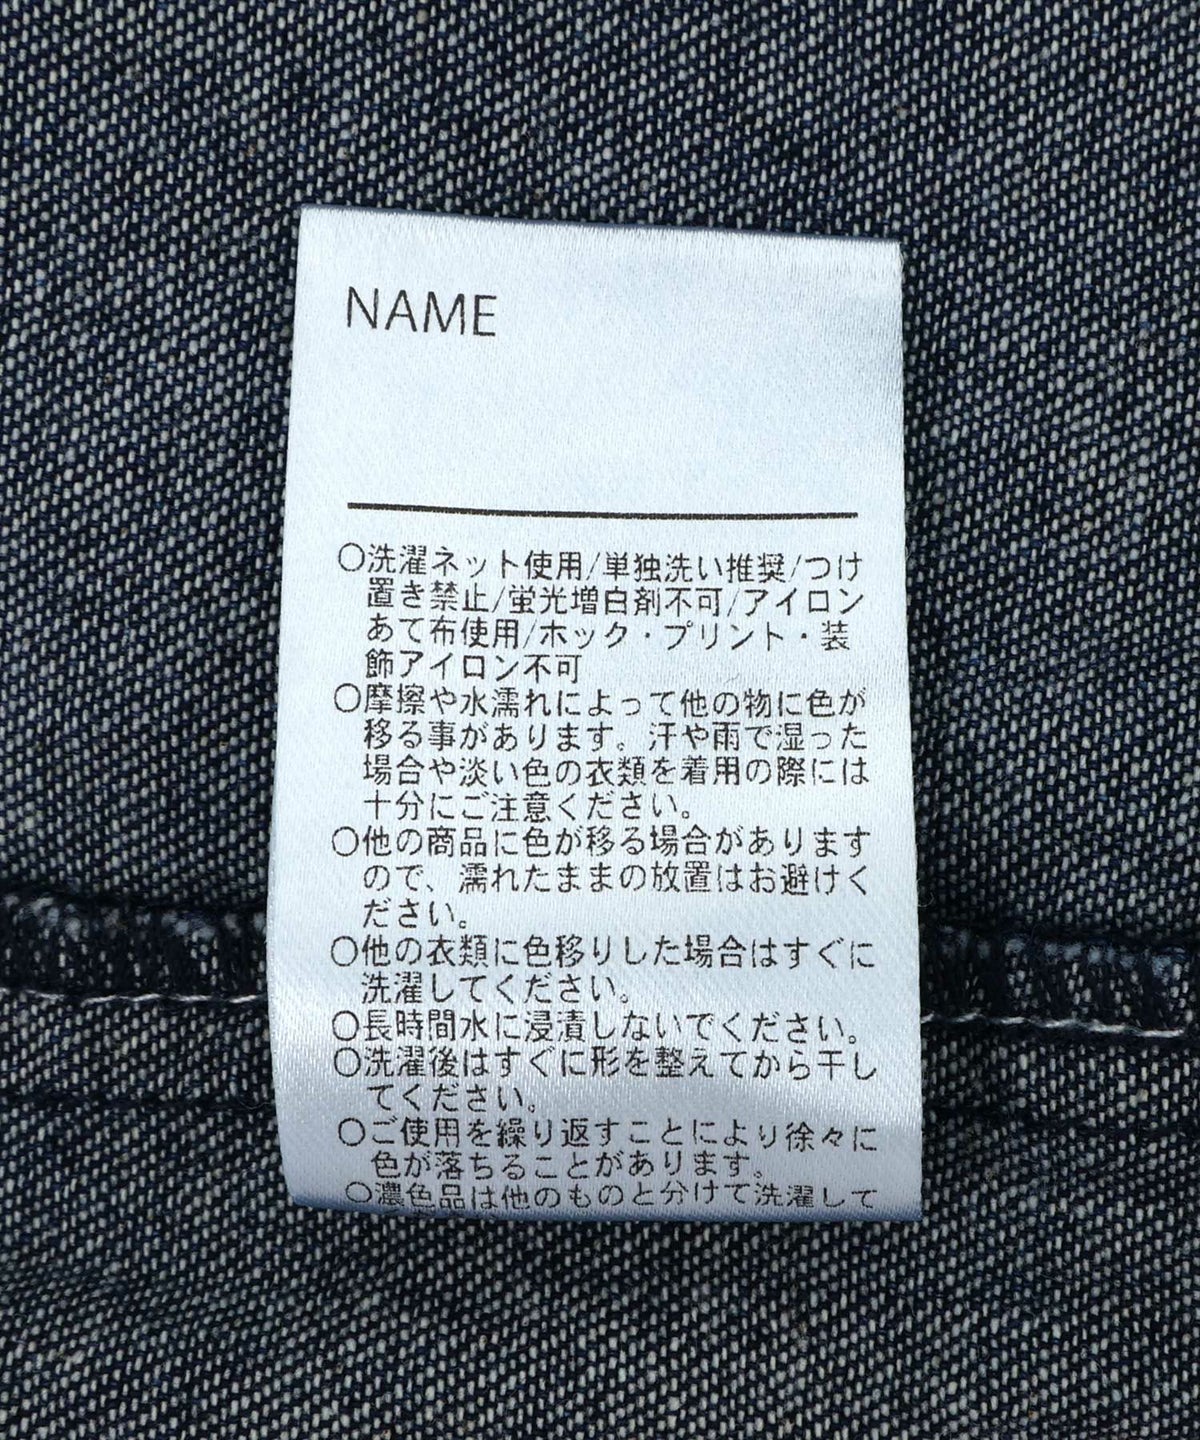 NAME
○洗濯ネット使用/単独洗い推奨/つけ
置き禁止/蛍光増白剤不可/アイロン
あて布使用/ホック・プリント・装
飾アイロン不可
○摩擦や水濡れによって他の物に色が
移る事があります。汗や雨で湿った
場合や淡い色の衣類を着用の際には
十分にご注意ください。
○他の商品に色が移る場合があります
ので、濡れたままの放置はお避けく
ださい。
○他の衣類に色移りした場合はすぐに
洗濯してください。
○長時間水に浸漬しないでください。
○洗濯後はすぐに形を整えてから干し
てください。
○ご使用を繰り返すことにより徐々に
色が落ちることがあります。
○濃色品は他のものと分けて洗濯して